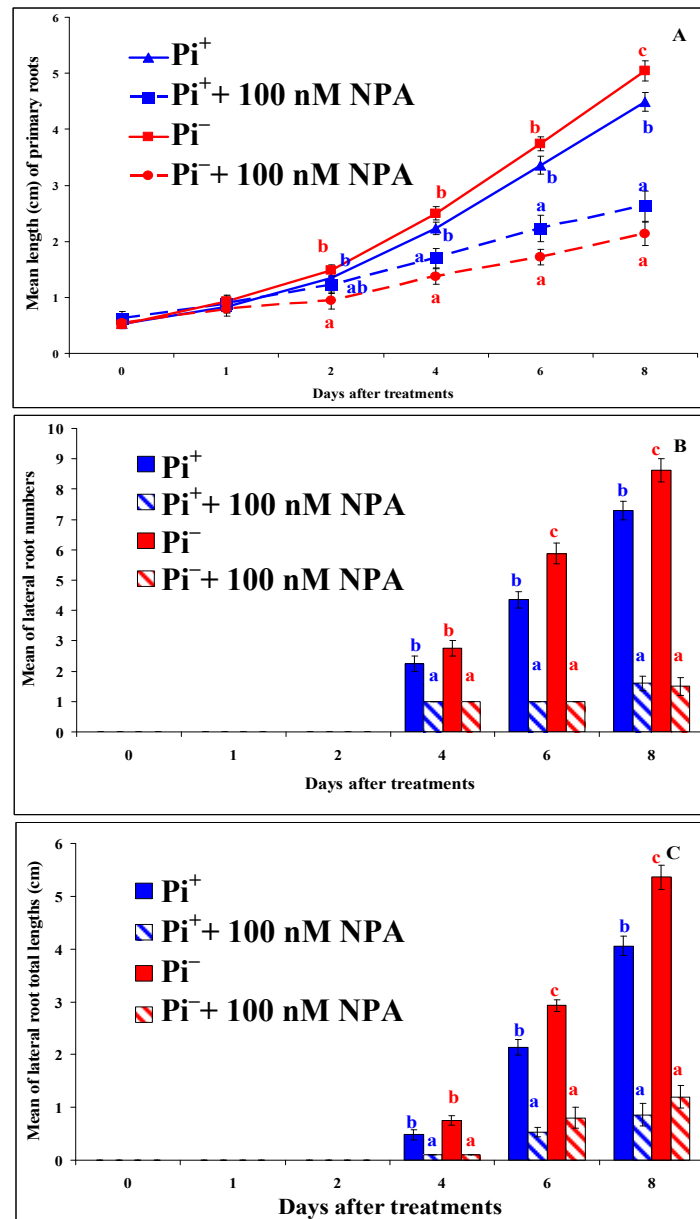 A
Pi⁺
Pi⁺ + 100 nM NPA
Pi⁻
Pi⁻ + 100 nM NPA
Mean length (cm) of primary roots
6
5
4
3
2
1
0
c
b
b
b
a
a
b
b
a
a
b
b
a
ab
a
a
0 1 2 4 6 8
Days after treatments
B
Pi⁺
Pi⁺ + 100 nM NPA
Pi⁻
Pi⁻ + 100 nM NPA
Mean of lateral root numbers
10
9
8
7
6
5
4
3
2
1
0
b a b a
b a c a
b a c a
0 1 2 4 6 8
Days after treatments
C
Pi⁺
Pi⁺ + 100 nM NPA
Pi⁻
Pi⁻ + 100 nM NPA
Mean of lateral root total lengths (cm)
6
5
4
3
2
1
0
b a b a
b a c a
b a c a
0 1 2 4 6 8
Days after treatments